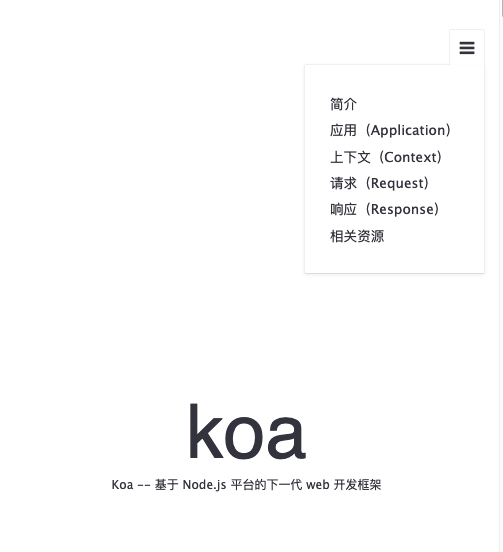 简介
应用（Application）
上下文（Context）
请求（Request）
响应（Response）
相关资源
koa
Koa -- 基于 Node.js 平台的下一代 web 开发框架